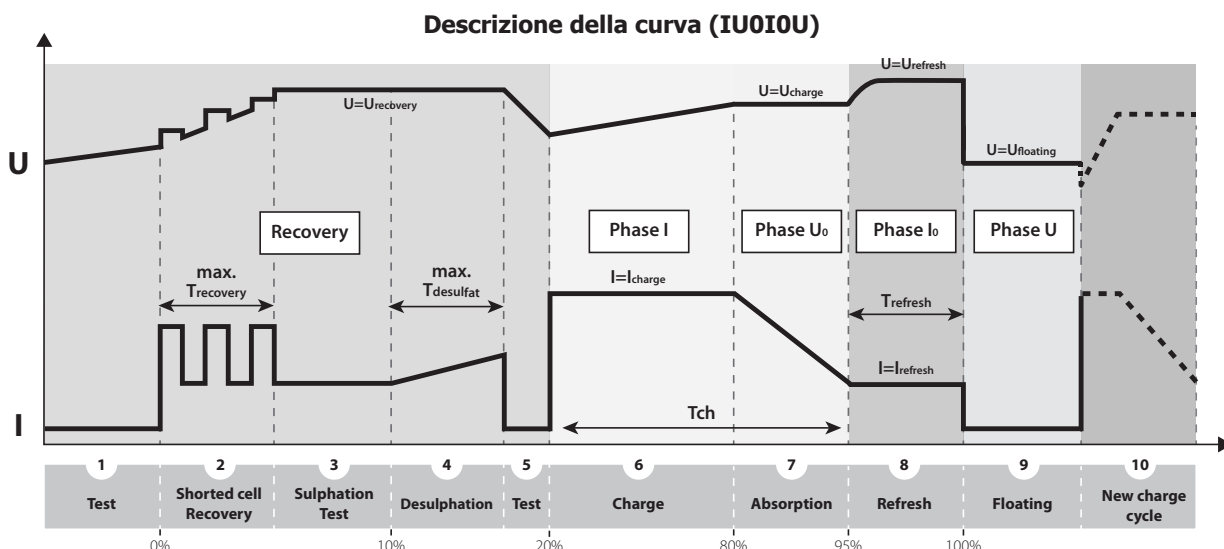 Descrizione della curva (IU0I0U)
U=Urefresh
U=Urecovery
U=Ucharge
U=Ufloating
U
Recovery
Phase I
Phase U0
Phase I0
Phase U
max.
Trecovery
max.
Tdesulfat
I=Icharge
Trefresh
I=Irefresh
Tch
I
1
2
3
4
5
6
7
8
9
10
Test
Shorted cell
Recovery
Sulphation
Test
Desulphation
Test
Charge
Absorption
Refresh
Floating
New charge
cycle
0%
10%
20%
80%
95%
100%